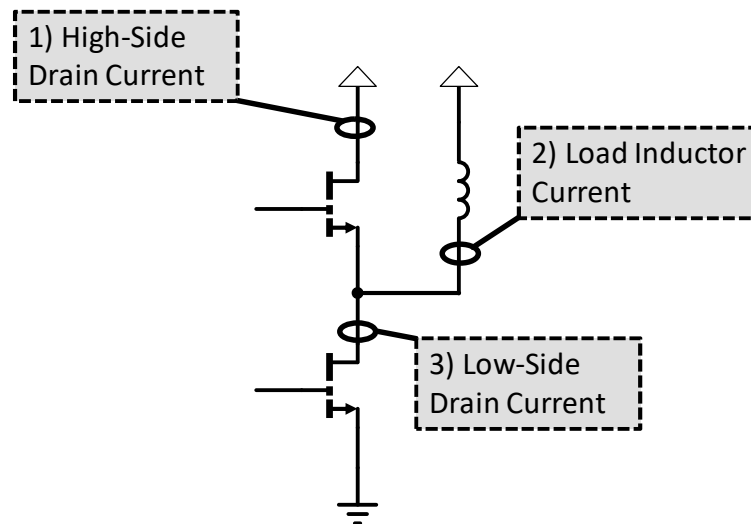 1) High-Side
Drain Current
2) Load Inductor
Current
3) Low-Side
Drain Current